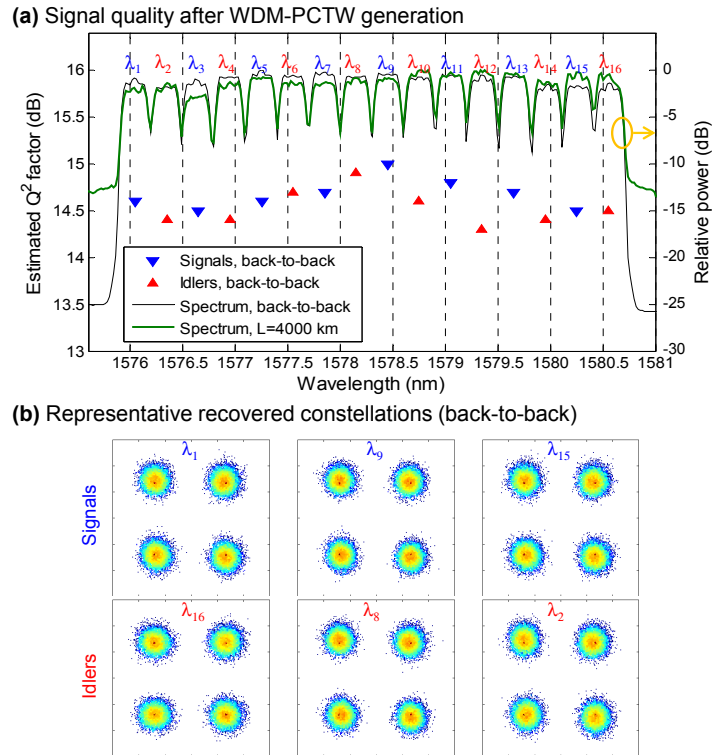 (a) Signal quality after WDM-PCTW generation
λ1 λ2 λ3 λ4 λ5 λ6 λ7 λ8 λ9 λ10 λ11 λ12 λ13 λ14 λ15 λ16
16
15.5
15
14.5
14
13.5
13
Estimated Q² factor (dB)
0
-5
-10
-15
-20
-25
-30
Relative power (dB)
Signals, back-to-back
Idlers, back-to-back
Spectrum, back-to-back
Spectrum, L=4000 km
1576 1576.5 1577 1577.5 1578 1578.5 1579 1579.5 1580 1580.5 1581
Wavelength (nm)
(b) Representative recovered constellations (back-to-back)
Signals
λ1 λ9 λ15
Idlers
λ16 λ8 λ2